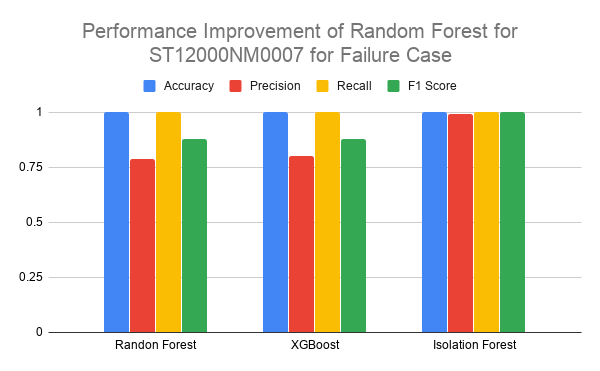 Performance Improvement of Random Forest for
ST12000NM0007 for Failure Case
Accuracy Precision Recall F1 Score
1
0.75
0.5
0.25
0
Randon Forest XGBoost Isolation Forest